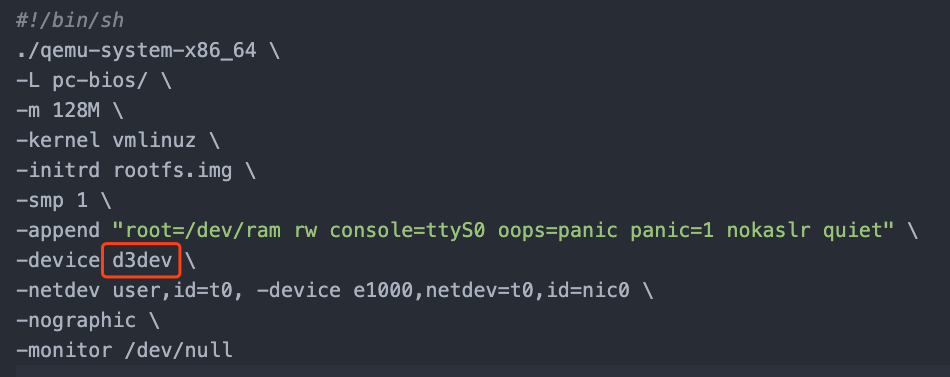 #!/bin/sh
./qemu-system-x86_64 \
-L pc-bios/ \
-m 128M \
-kernel vmlinuz \
-initrd rootfs.img \
-smp 1 \
-append "root=/dev/ram rw console=ttyS0 oops=panic panic=1 nokaslr quiet" \
-device d3dev \
-netdev user,id=t0, -device e1000,netdev=t0,id=nic0 \
-nographic \
-monitor /dev/null